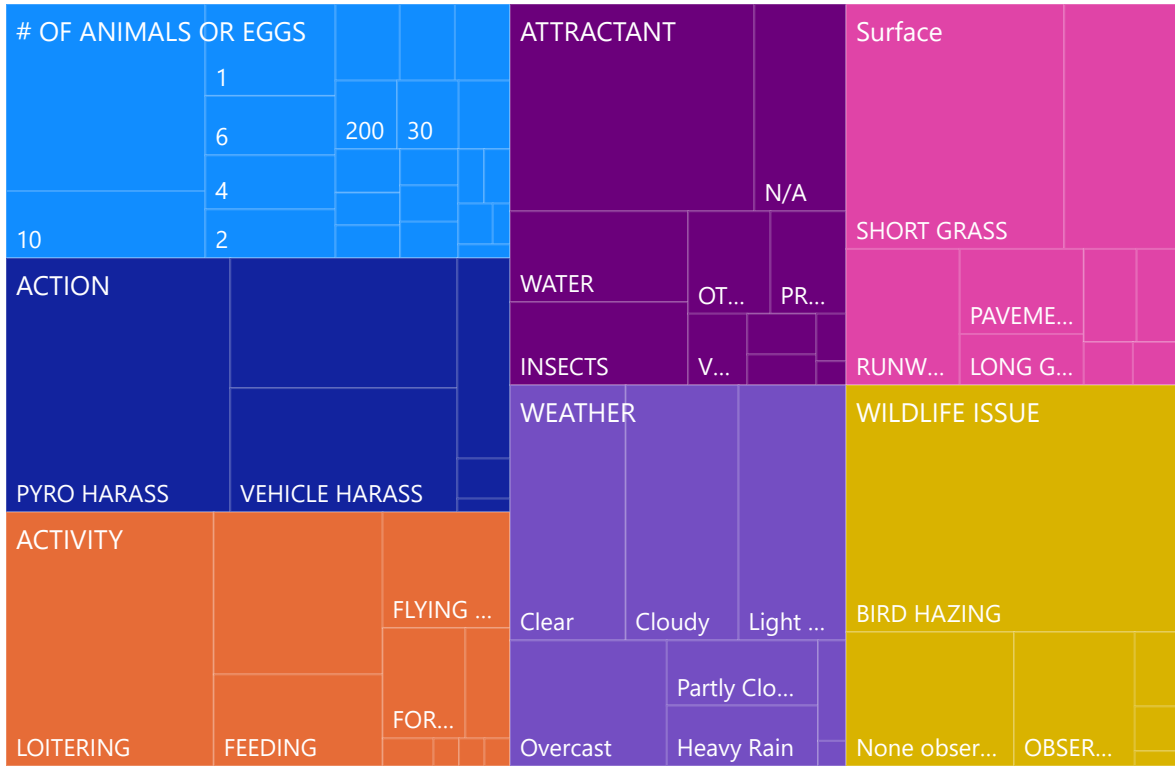 # OF ANIMALS OR EGGS
1
6
4
2
10
200
30
ACTION
PYRO HARASS
VEHICLE HARASS
ACTIVITY
LOITERING
FEEDING
FLYING ...
FOR...
ATTRACTANT
N/A
WATER
INSECTS
OT...
PR...
V...
WEATHER
Clear
Cloudy
Light ...
Overcast
Partly Clo...
Heavy Rain
Surface
SHORT GRASS
RUNW...
PAVEME...
LONG G...
WILDLIFE ISSUE
BIRD HAZING
None obser...
OBSER...